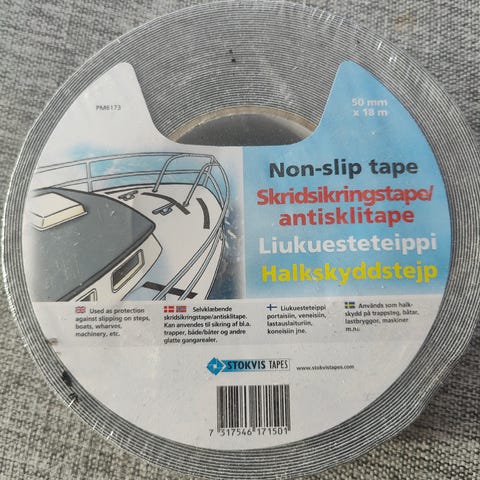 PM6173
50 mm
x 18 m
Non-slip tape
Skridsikringstape/
antisklitape
Liukuesteteippi
Halkskyddstejp
Used as protection
against slipping on steps,
boats, wharves,
machinery, etc.
Selvklæbende
skridsikringstape/antisklitape.
Kan anvendes til sikring af bl.a.
trapper, både/båter og andre
glatte gangarealer.
Liukuesteteippi
portaisiin, veneisiin,
lastauslaituriin,
koneisiin jne.
Används som halk-
skydd på trappsteg, båtar,
lastbryggor, maskiner
m.m.
STOKVIS TAPES
www.stokvistapes.com
7 317546 171501